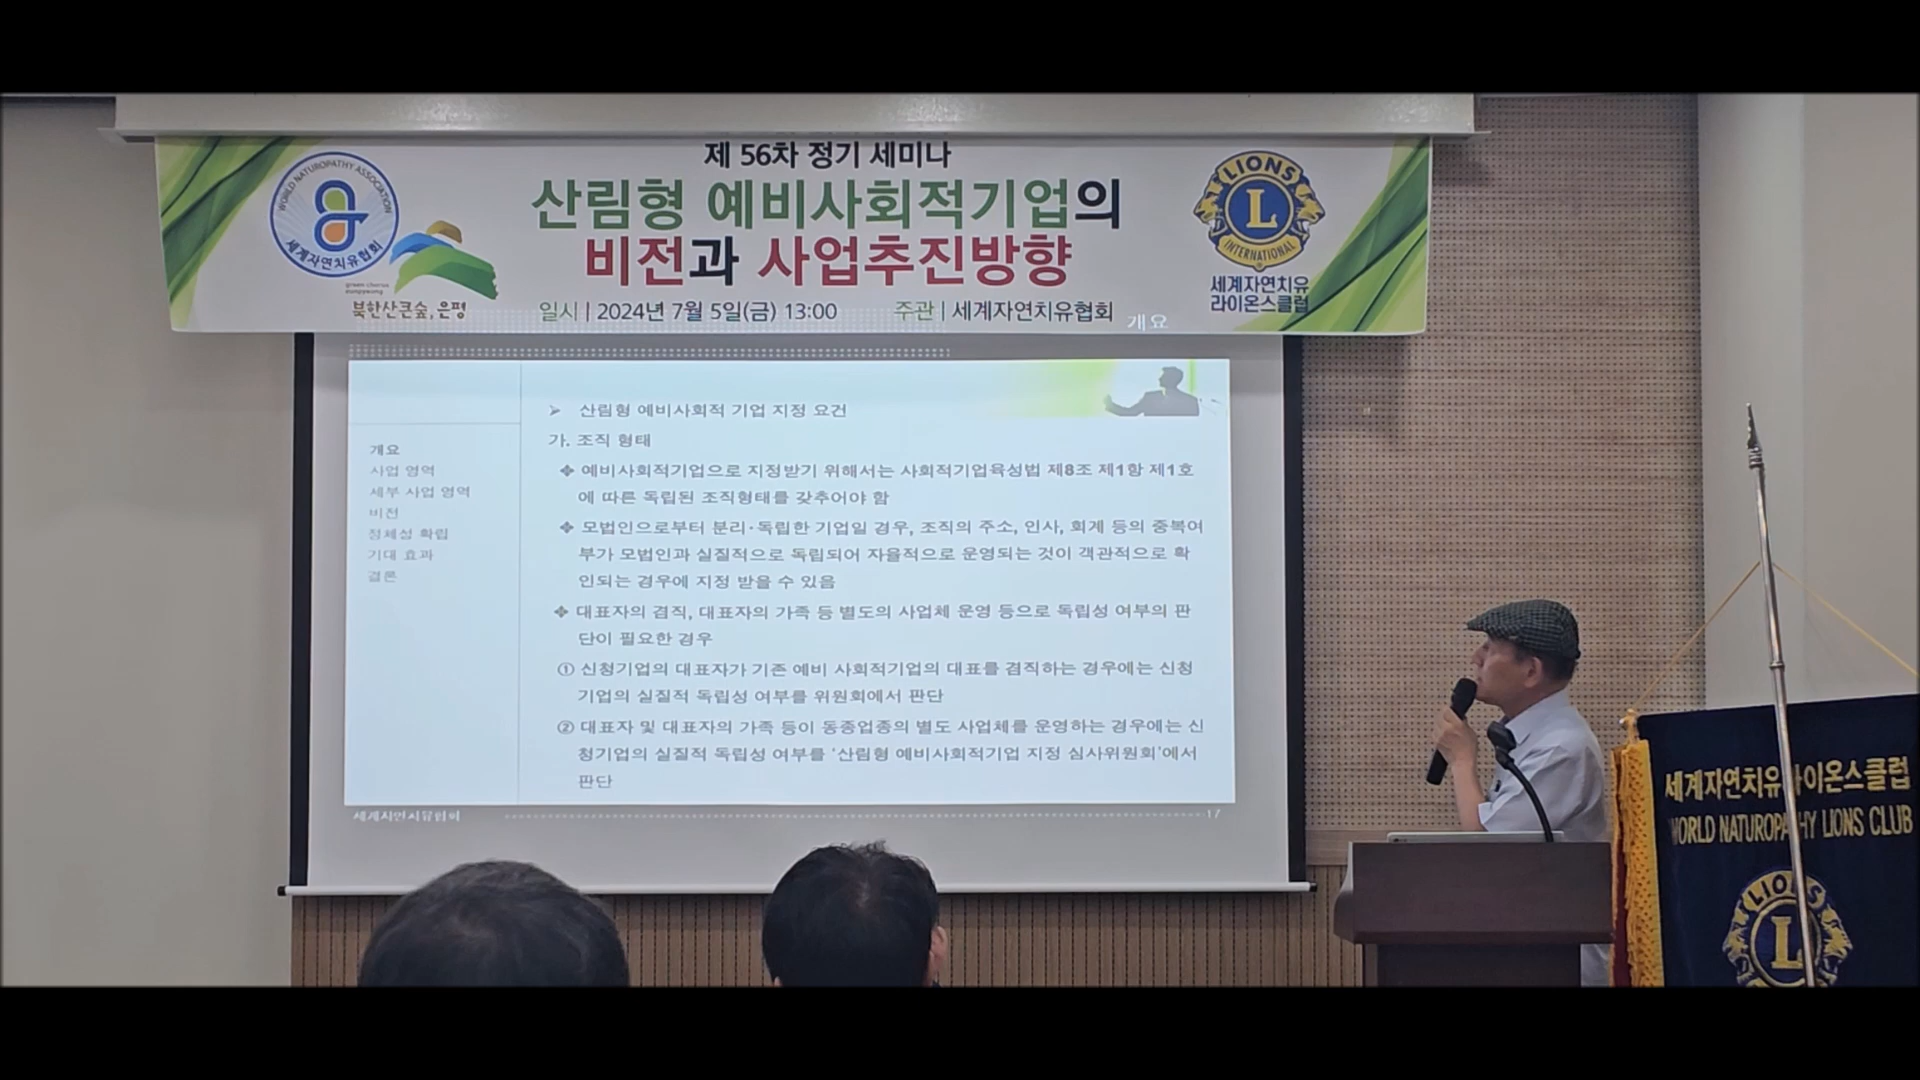 제 56차 정기 세미나
산림형 예비사회적기업의
비전과 사업추진방향
일시 | 2024년 7월 5일(금) 13:00 주관 | 세계자연치유협회
WORLD NATUROPATHY ASSOCIATION
세계자연치유협회
green chorus
eunpyeong
북한산큰숲, 은평
LIONS
L
INTERNATIONAL
세계자연치유
라이온스클럽
개요
개요
사업 영역
세부 사업 영역
비전
정체성 확립
기대 효과
결론
➢ 산림형 예비사회적 기업 지정 요건
가. 조직 형태
❖ 예비사회적기업으로 지정받기 위해서는 사회적기업육성법 제8조 제1항 제1호
에 따른 독립된 조직형태를 갖추어야 함
❖ 모법인으로부터 분리·독립한 기업일 경우, 조직의 주소, 인사, 회계 등의 중복여
부가 모법인과 실질적으로 독립되어 자율적으로 운영되는 것이 객관적으로 확
인되는 경우에 지정 받을 수 있음
❖ 대표자의 겸직, 대표자의 가족 등 별도의 사업체 운영 등으로 독립성 여부의 판
단이 필요한 경우
① 신청기업의 대표자가 기존 예비 사회적기업의 대표를 겸직하는 경우에는 신청
기업의 실질적 독립성 여부를 위원회에서 판단
② 대표자 및 대표자의 가족 등이 동종업종의 별도 사업체를 운영하는 경우에는 신
청기업의 실질적 독립성 여부를 '산림형 예비사회적기업 지정 심사위원회'에서
판단
세계자연치유협회
17
세계자연치유라이온스클럽
WORLD NATUROPATHY LIONS CLUB
LIONS
L